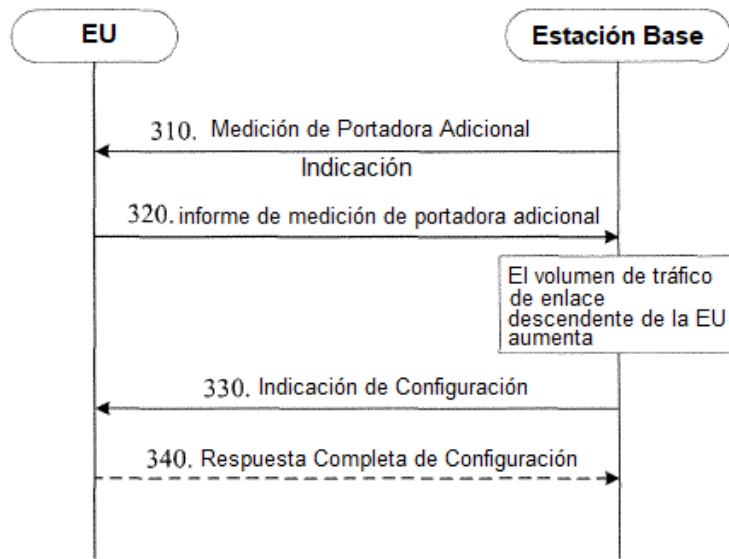 EU
Estación Base
310. Medición de Portadora Adicional
Indicación
320. informe de medición de portadora adicional
El volumen de tráfico
de enlace
descendente de la EU
aumenta
330. Indicación de Configuración
340. Respuesta Completa de Configuración